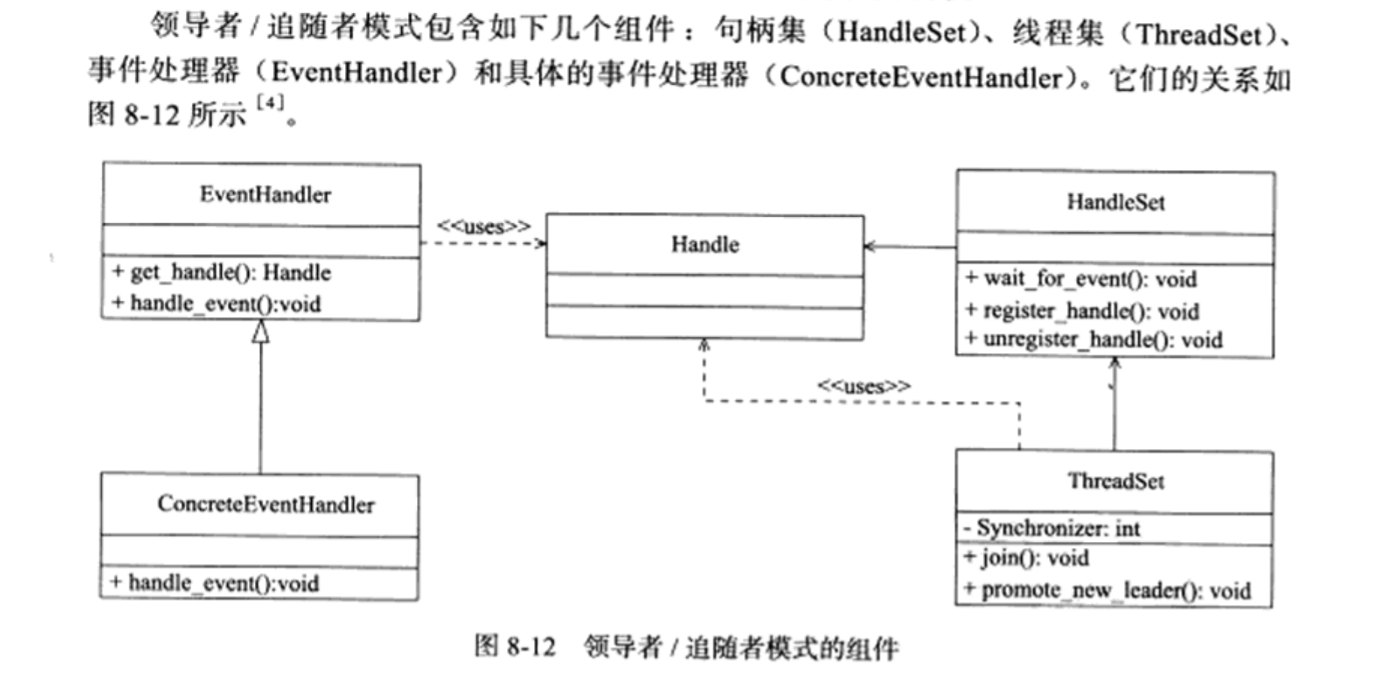 领导者/追随者模式包含如下几个组件：句柄集（HandleSet）、线程集（ThreadSet）、
事件处理器（EventHandler）和具体的事件处理器（ConcreteEventHandler）。它们的关系如
图 8-12 所示[4]。
EventHandler
+ get_handle(): Handle
+ handle_event():void
<<uses>>
Handle
HandleSet
+ wait_for_event(): void
+ register_handle(): void
+ unregister_handle(): void
<<uses>>
ConcreteEventHandler
+ handle_event():void
ThreadSet
- Synchronizer: int
+ join(): void
+ promote_new_leader(): void
图 8-12 领导者/追随者模式的组件